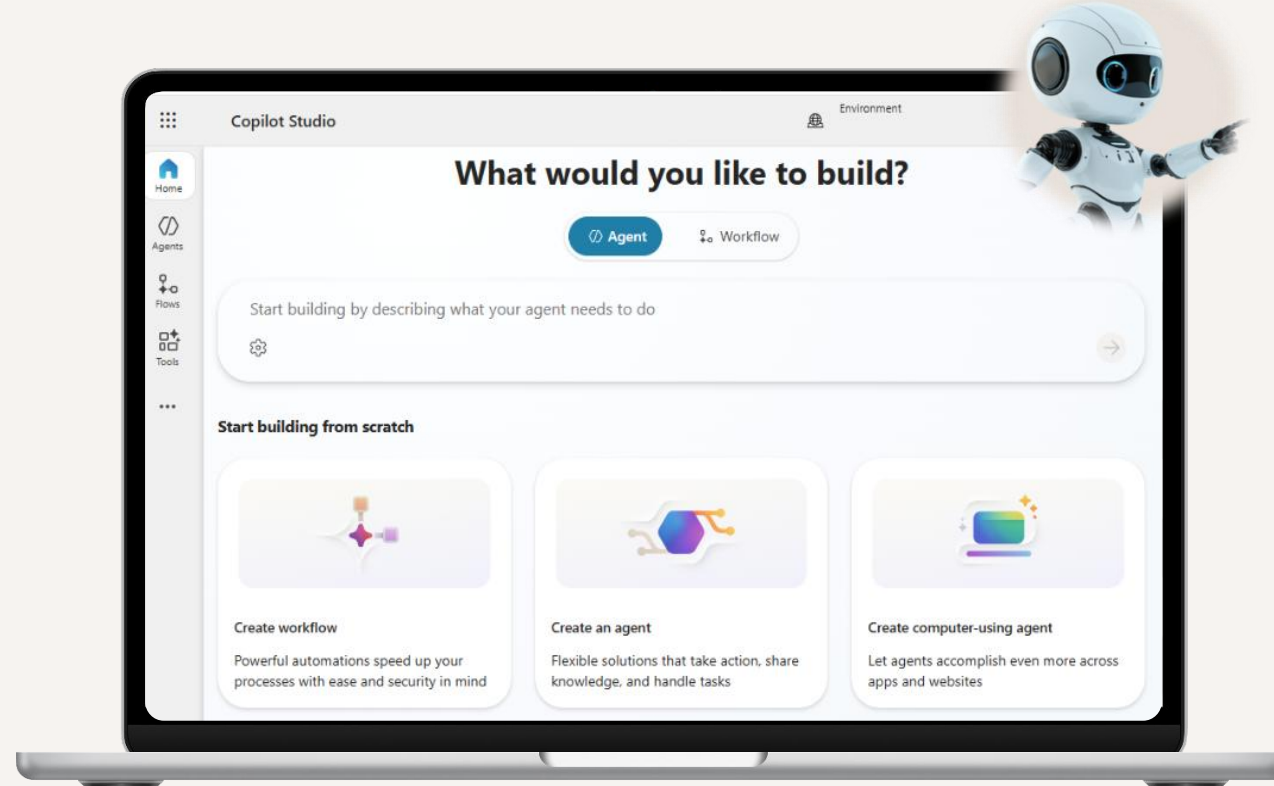 Copilot Studio
Environment
Home
What would you like to build?
Agents
Agent
Workflow
Flows
Start building by describing what your agent needs to do
Tools
Start building from scratch
Create workflow
Powerful automations speed up your
processes with ease and security in mind
Create an agent
Flexible solutions that take action, share
knowledge, and handle tasks
Create computer-using agent
Let agents accomplish even more across
apps and websites